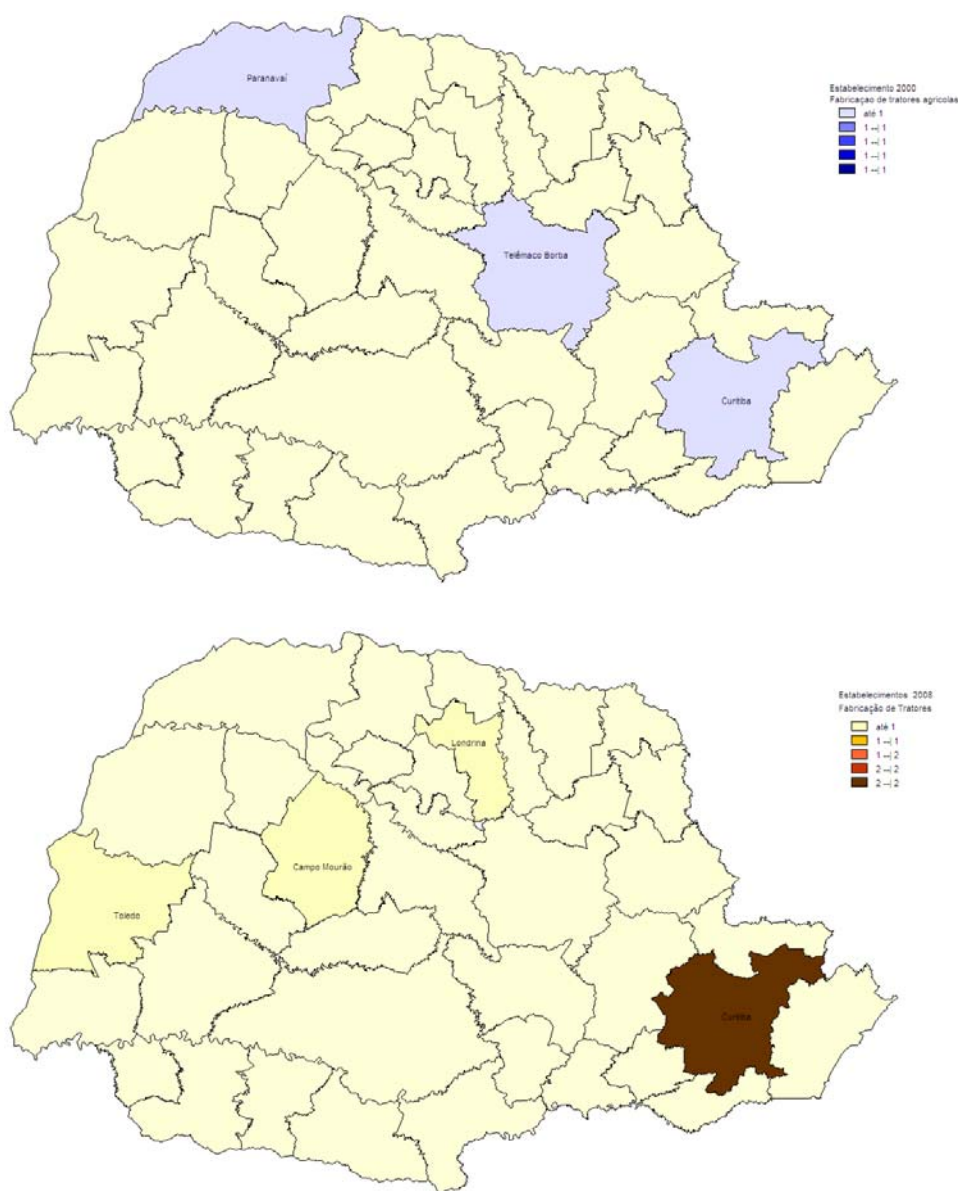 Paranavaí
Estabelecimento 2000
Fabricaçao de tratores agrícolas
até 1
1 --| 1
1 --| 1
1 --| 1
1 --| 1
Telêmaco Borba
Curitiba
Estabelecimentos 2008
Fabricação de Tratores
até 1
1 --| 1
1 --| 2
2 --| 2
2 --| 2
Londrina
Campo Mourão
Toledo
Curitiba